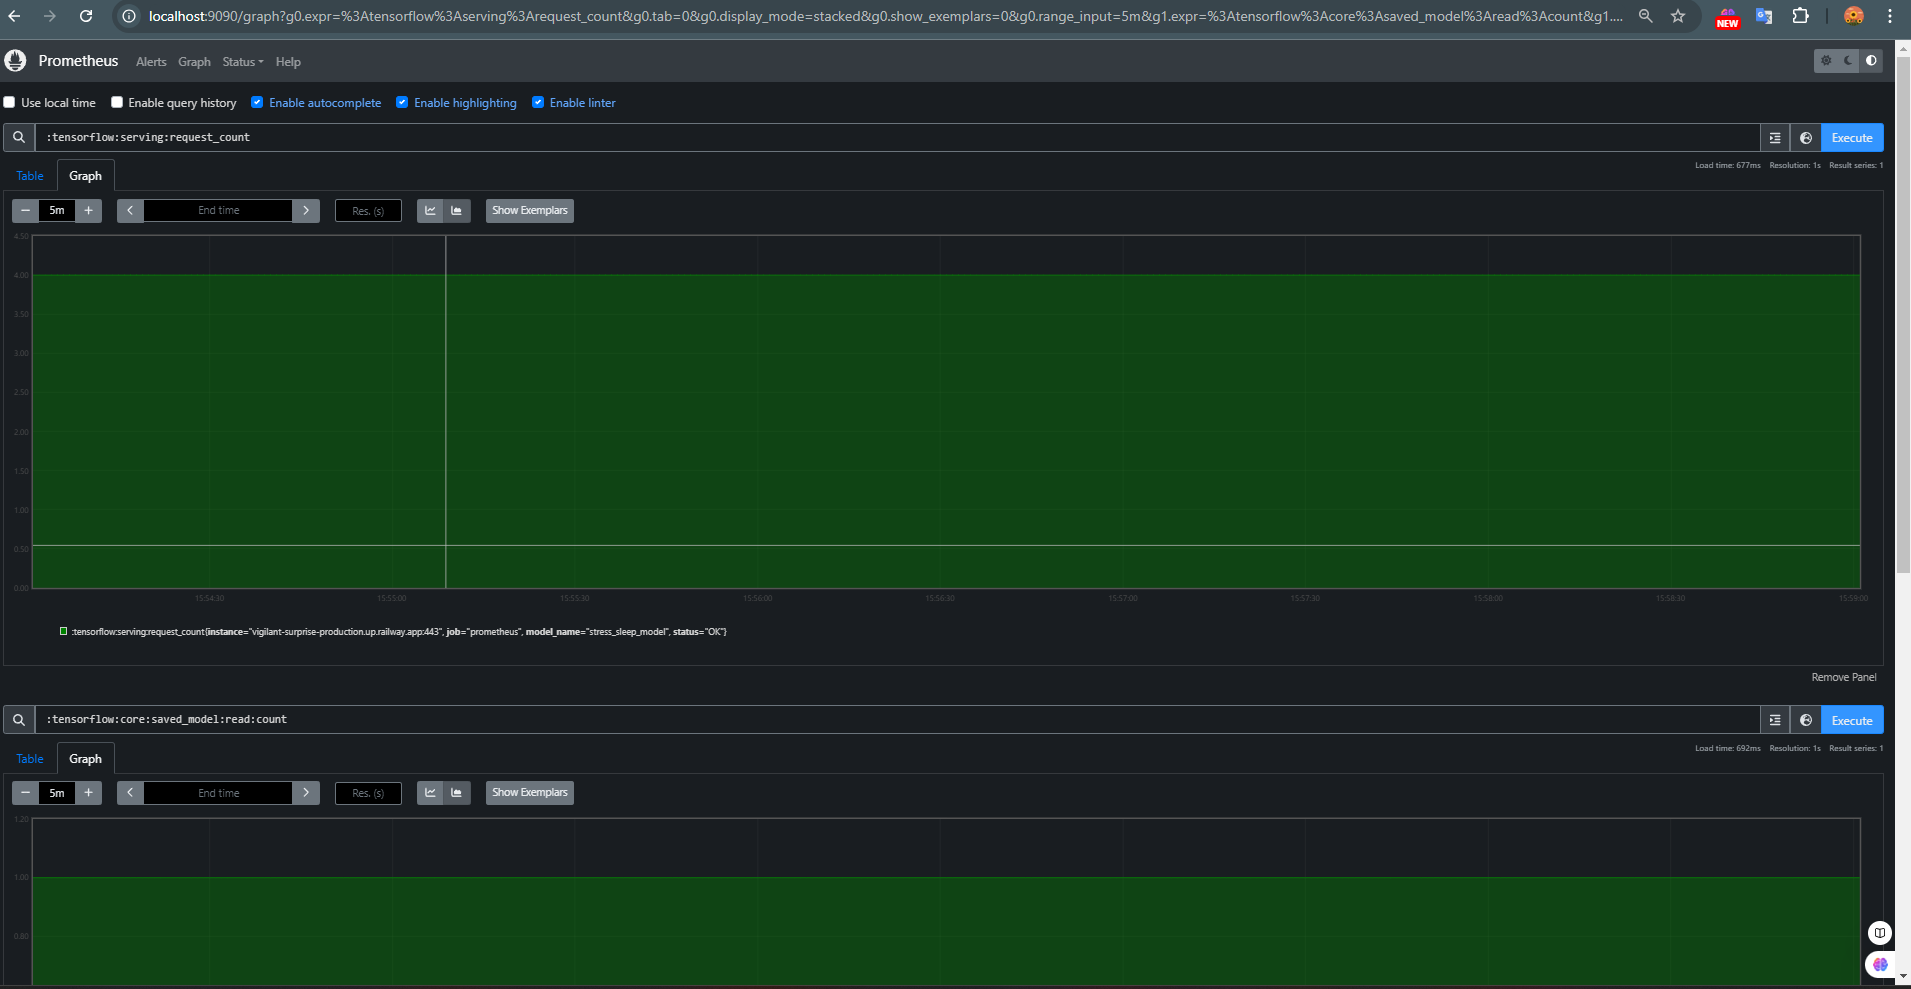 localhost:9090/graph?g0.expr=%3Atensorflow%3Aserving%3Arequest_count&g0.tab=0&g0.display_mode=stacked&g0.show_exemplars=0&g0.range_input=5m&g1.expr=%3Atensorflow%3Acore%3Asaved_model%3Aread%3Acount&g1....
NEW
Prometheus Alerts Graph Status Help
Use local time Enable query history Enable autocomplete Enable highlighting Enable linter
:tensorflow:serving:request_count Execute
Load time: 677ms Resolution: 1s Result series: 1
Table Graph
5m End time Res. (s) Show Exemplars
4.50
4.00
3.50
3.00
2.50
2.00
1.50
1.00
0.50
0.00
15:54:30 15:55:00 15:55:30 15:56:00 15:56:30 15:57:00 15:57:30 15:58:00 15:58:30 15:59:00
:tensorflow:serving:request_count{instance="vigilant-surprise-production.up.railway.app:443", job="prometheus", model_name="stress_sleep_model", status="OK"}
Remove Panel
:tensorflow:core:saved_model:read:count Execute
Load time: 692ms Resolution: 1s Result series: 1
Table Graph
5m End time Res. (s) Show Exemplars
1.20
1.00
0.80